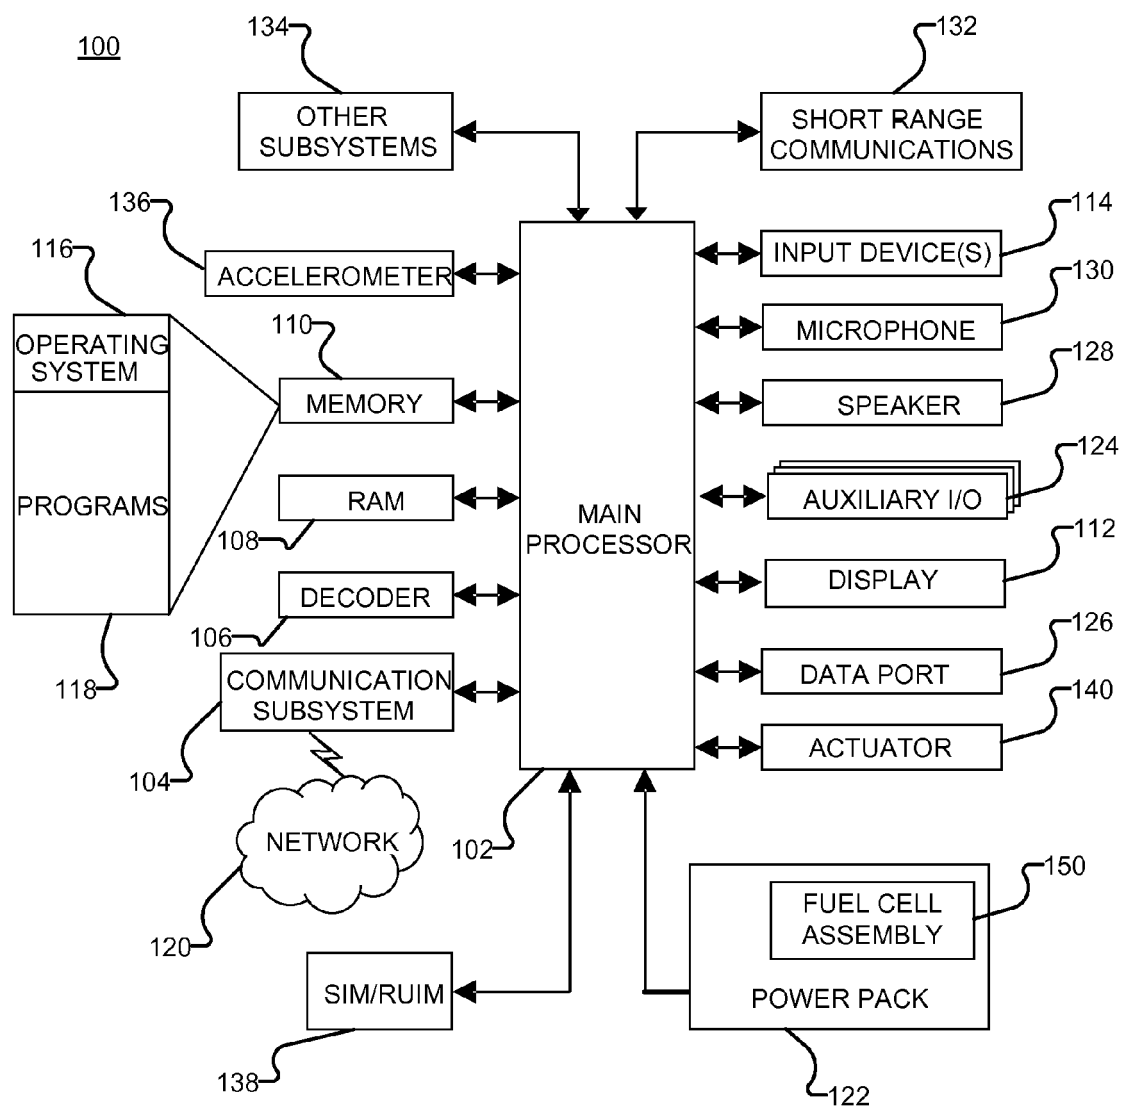 134
132
100
OTHER
SUBSYSTEMS
SHORT RANGE
COMMUNICATIONS
136
114
116
INPUT DEVICE(S)
ACCELEROMETER
130
110
MICROPHONE
OPERATING
SYSTEM
128
MEMORY
SPEAKER
124
PROGRAMS
RAM
AUXILIARY I/O
MAIN
PROCESSOR
108
112
DISPLAY
DECODER
106
126
118
COMMUNICATION
SUBSYSTEM
DATA PORT
140
104
ACTUATOR
NETWORK
102
150
FUEL CELL
ASSEMBLY
120
SIM/RUIM
POWER PACK
138
122